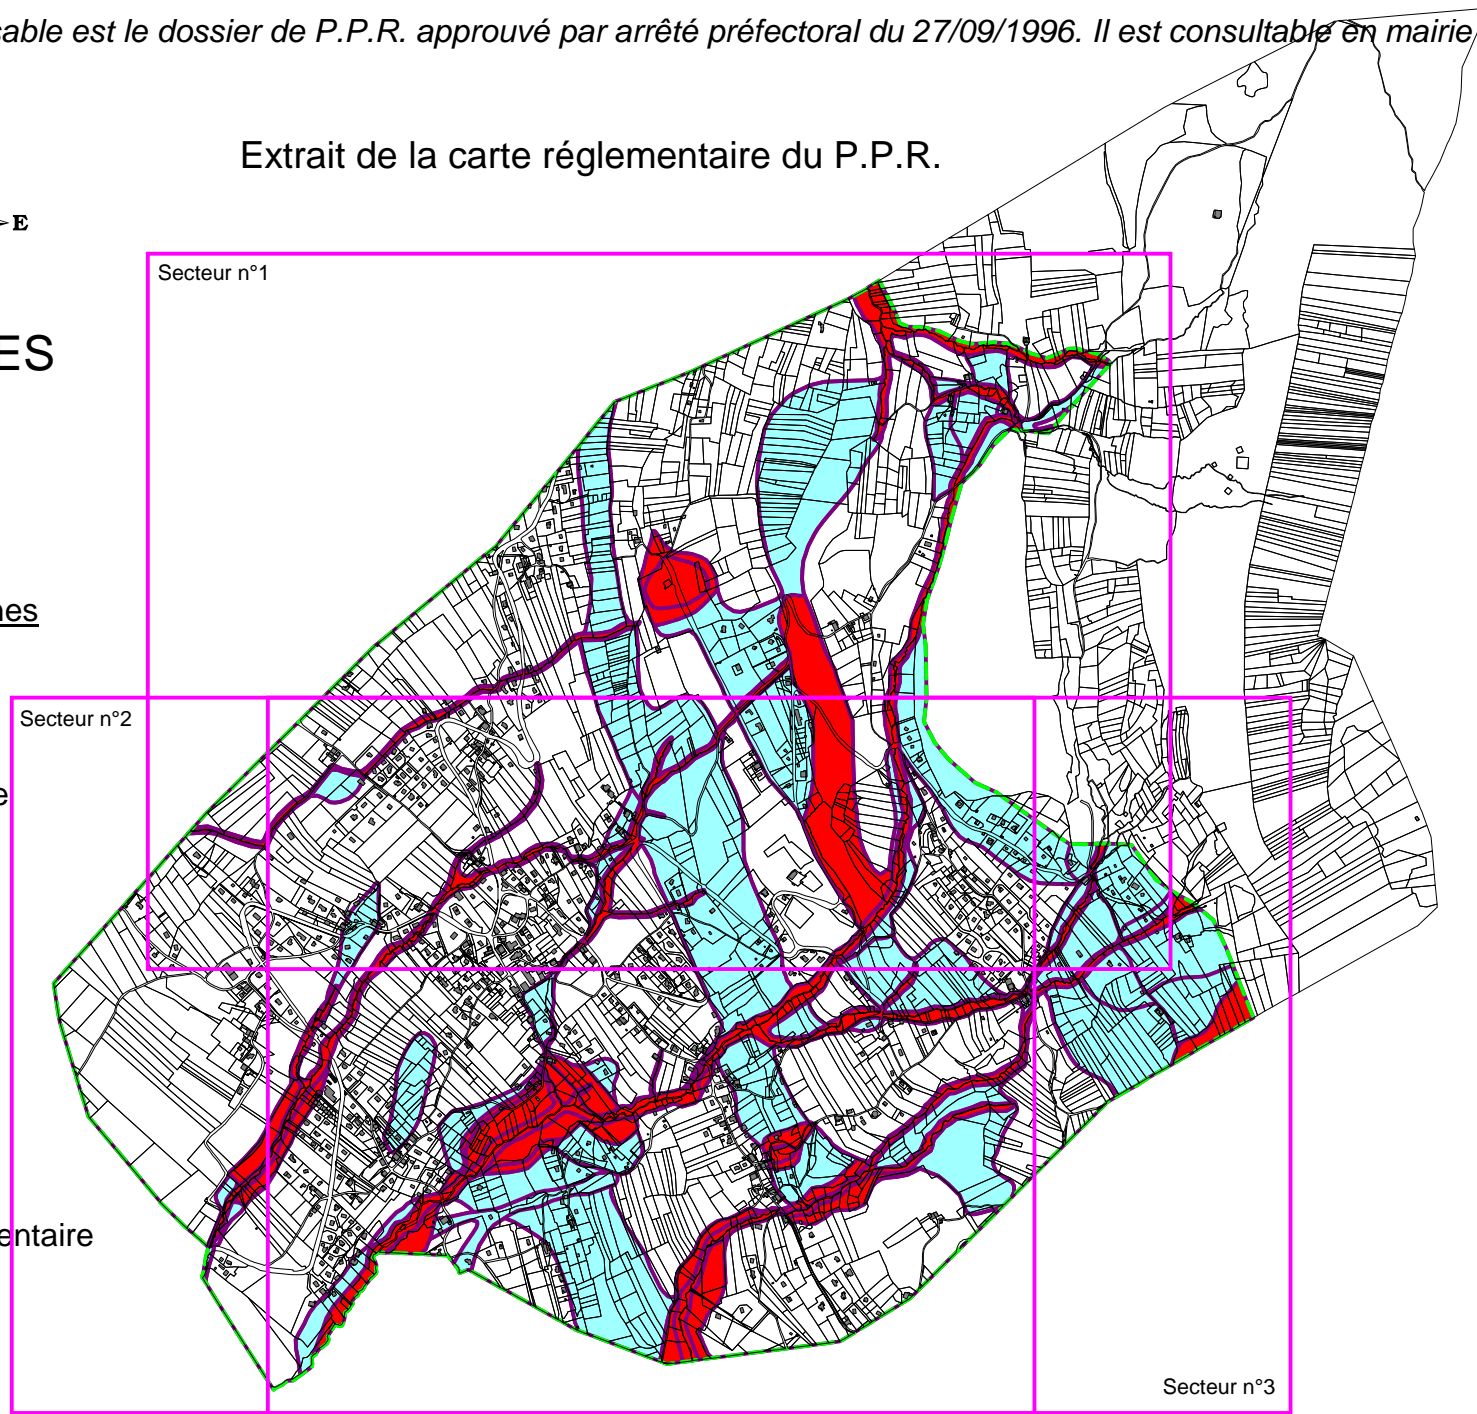 sable est le dossier de P.P.R. approuvé par arrêté préfectoral du 27/09/1996. Il est consultable en mairie
Extrait de la carte réglementaire du P.P.R.
E
Secteur n°1
ES
nes
Secteur n°2
e
entaire
Secteur n°3